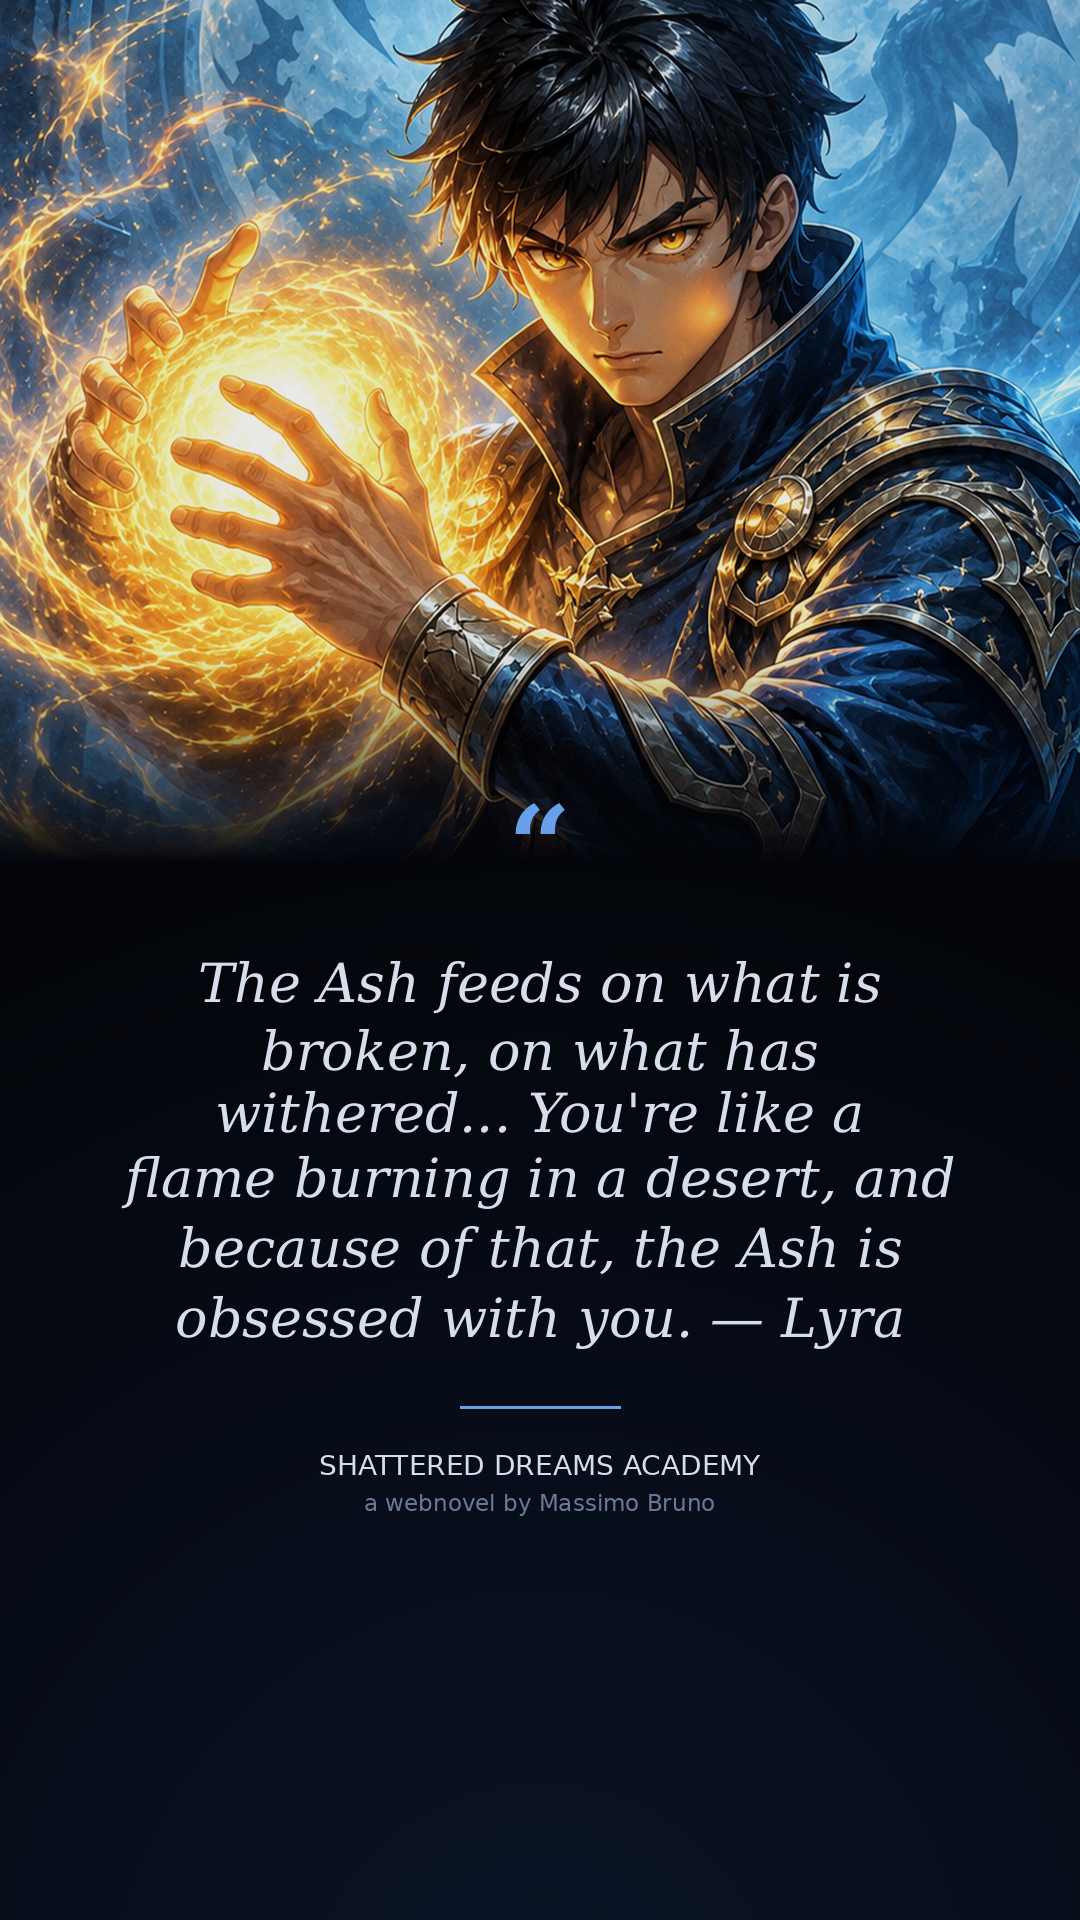 “
The Ash feeds on what is
broken, on what has
withered... You're like a
flame burning in a desert, and
because of that, the Ash is
obsessed with you. — Lyra
SHATTERED DREAMS ACADEMY
a webnovel by Massimo Bruno